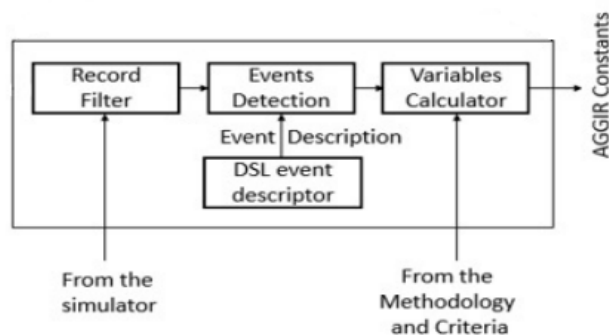 Record
Filter
Events
Detection
Variables
Calculator
AGGIR Constants
Event Description
DSL event
descriptor
From the
simulator
From the
Methodology
and Criteria